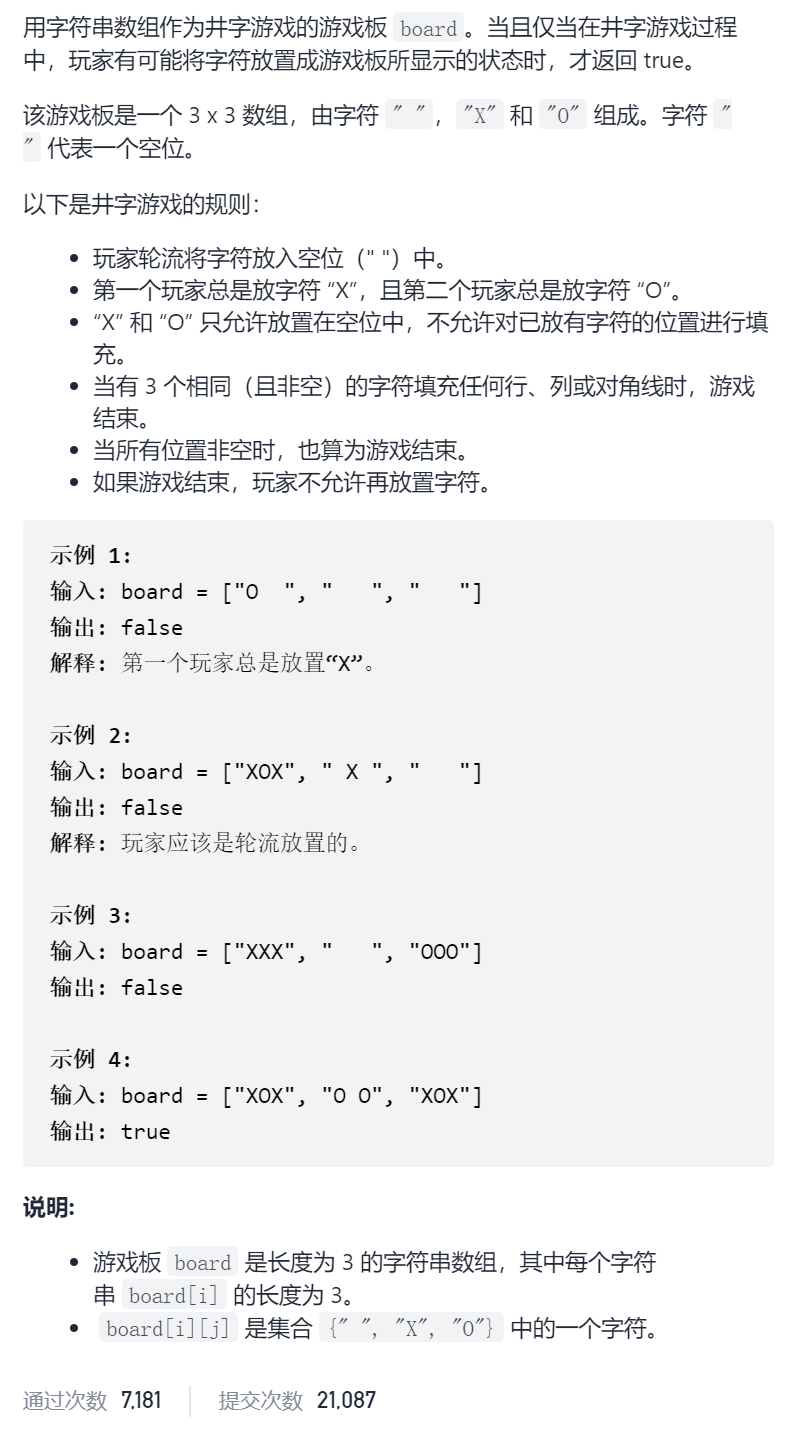 用字符串数组作为井字游戏的游戏板 board。当且仅当在井字游戏过程
中，玩家有可能将字符放置成游戏板所显示的状态时，才返回 true。
该游戏板是一个 3 x 3 数组，由字符 " "，"X" 和 "O" 组成。字符 "
" 代表一个空位。
以下是井字游戏的规则：
• 玩家轮流将字符放入空位（" "）中。
• 第一个玩家总是放字符 “X”，且第二个玩家总是放字符 “O”。
• “X” 和 “O” 只允许放置在空位中，不允许对已放有字符的位置进行填
充。
• 当有 3 个相同（且非空）的字符填充任何行、列或对角线时，游戏
结束。
• 当所有位置非空时，也算为游戏结束。
• 如果游戏结束，玩家不允许再放置字符。
示例 1:
输入: board = ["O  ", "   ", "   "]
输出: false
解释: 第一个玩家总是放置“X”。
示例 2:
输入: board = ["XOX", " X ", "   "]
输出: false
解释: 玩家应该是轮流放置的。
示例 3:
输入: board = ["XXX", "   ", "OOO"]
输出: false
示例 4:
输入: board = ["XOX", "O O", "XOX"]
输出: true
说明:
• 游戏板 board 是长度为 3 的字符串数组，其中每个字符
串 board[i] 的长度为 3。
• board[i][j] 是集合 {" ", "X", "O"} 中的一个字符。
通过次数 7,181 提交次数 21,087